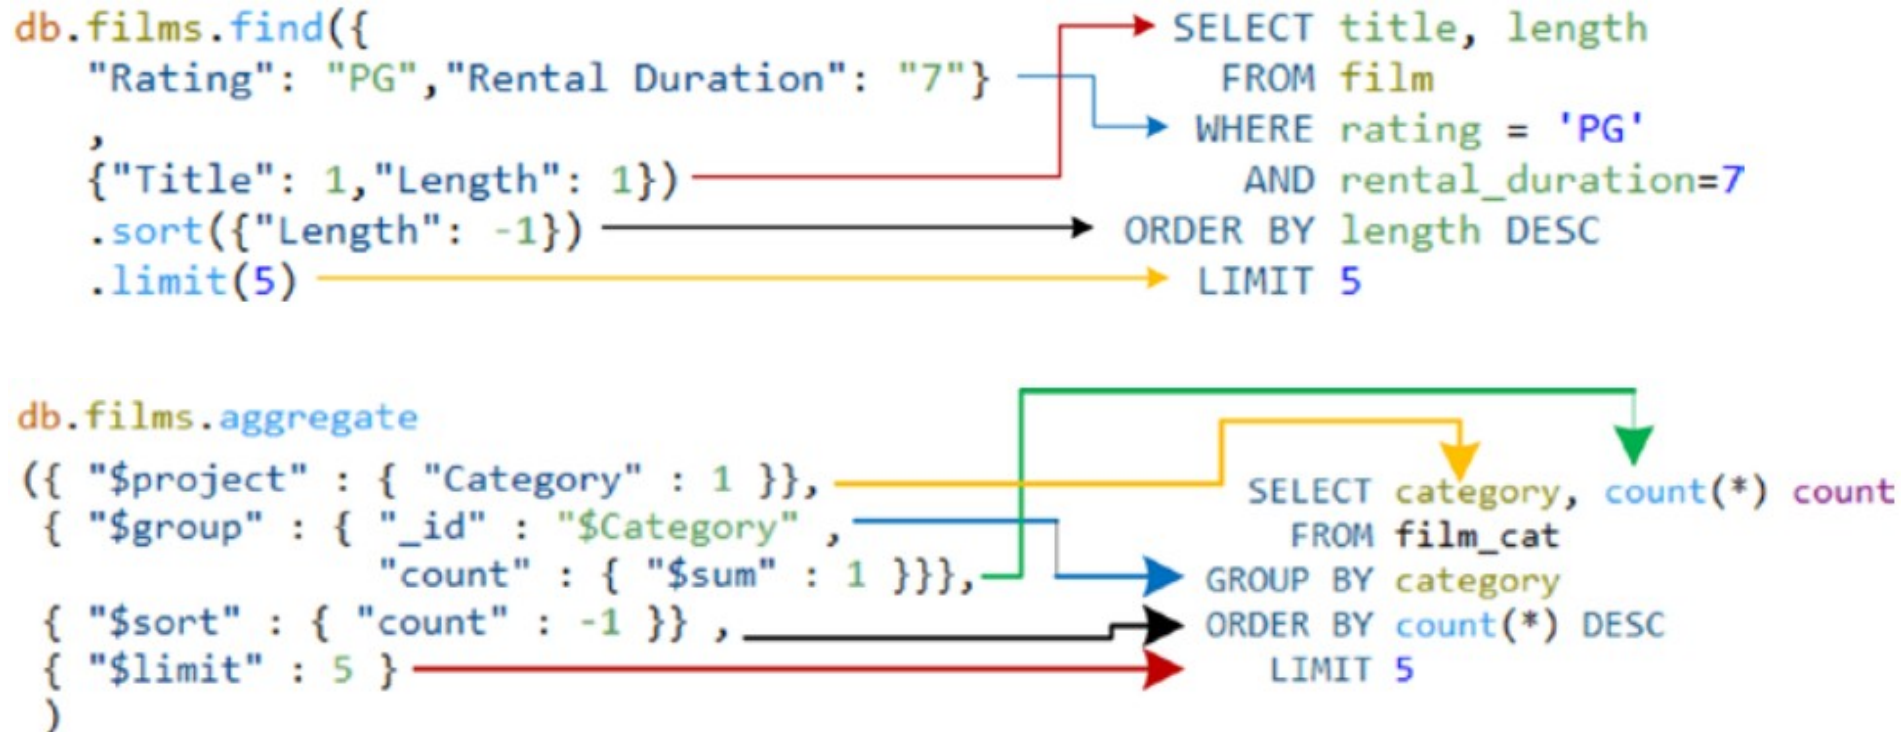 db.films.find({
"Rating": "PG","Rental Duration": "7"}
,
{"Title": 1,"Length": 1})
.sort({"Length": -1})
.limit(5)
SELECT title, length
FROM film
WHERE rating = 'PG'
AND rental_duration=7
ORDER BY length DESC
LIMIT 5
db.films.aggregate
({ "$project" : { "Category" : 1 }},
{ "$group" : { "_id" : "$Category" ,
"count" : { "$sum" : 1 }}},
{ "$sort" : { "count" : -1 }} ,
{ "$limit" : 5 }
)
SELECT category, count(*) count
FROM film_cat
GROUP BY category
ORDER BY count(*) DESC
LIMIT 5